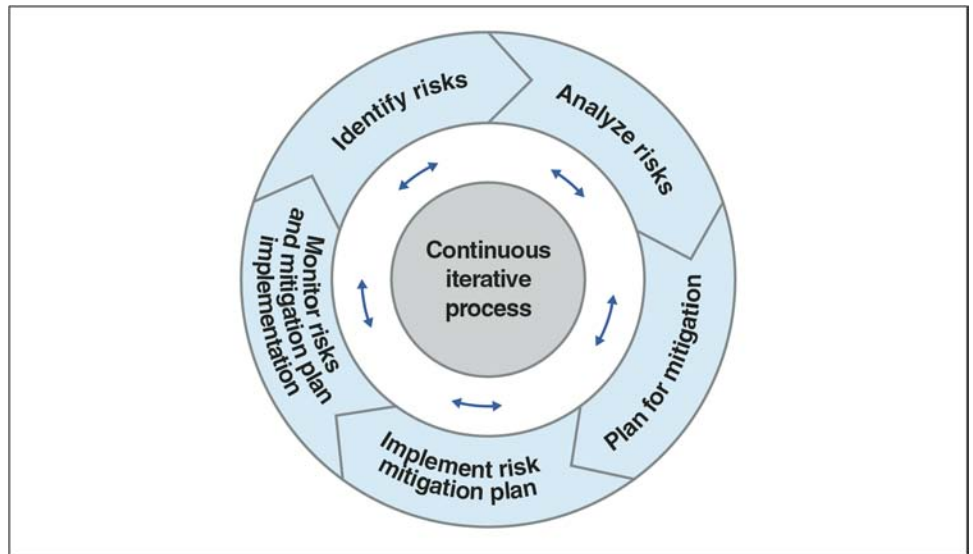 Identify risks
Analyze risks
Plan for mitigation
Implement risk
mitigation plan
Monitor risks
and mitigation plan
implementation
Continuous
iterative
process